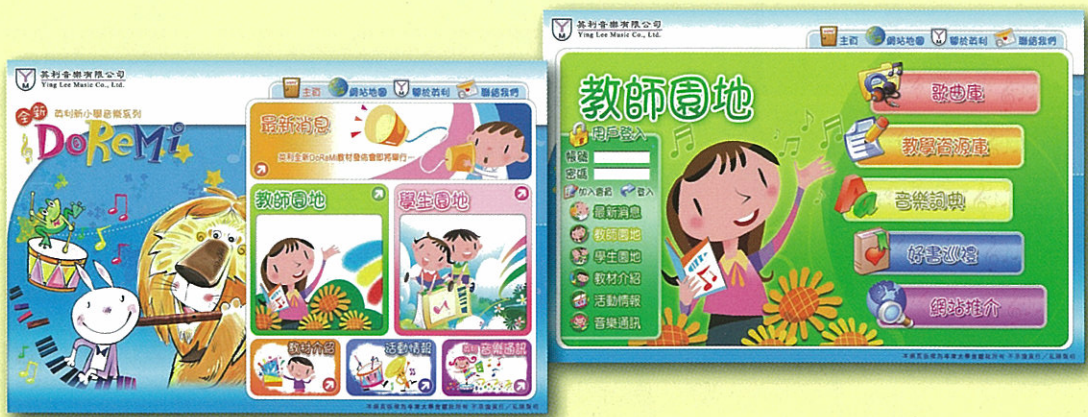 英利音樂有限公司
Ying Lee Music Co., Ltd.
主頁 網站地圖 關於英利 聯絡我們
全新 英利新小學音樂系列
DoReMi
最新消息
英利全新DoReMi教材發佈會即將舉行...
教師園地
學生園地
教材介紹
活動情報
英利音樂通訊
英利音樂有限公司
Ying Lee Music Co., Ltd.
主頁 網站地圖 關於英利 聯絡我們
教師園地
用戶登入
帳號
密碼
登入
最新消息
教師園地
學生園地
教材介紹
活動情報
音樂通訊
歌曲庫
教學資源庫
音樂詞典
好書巡禮
網站推介